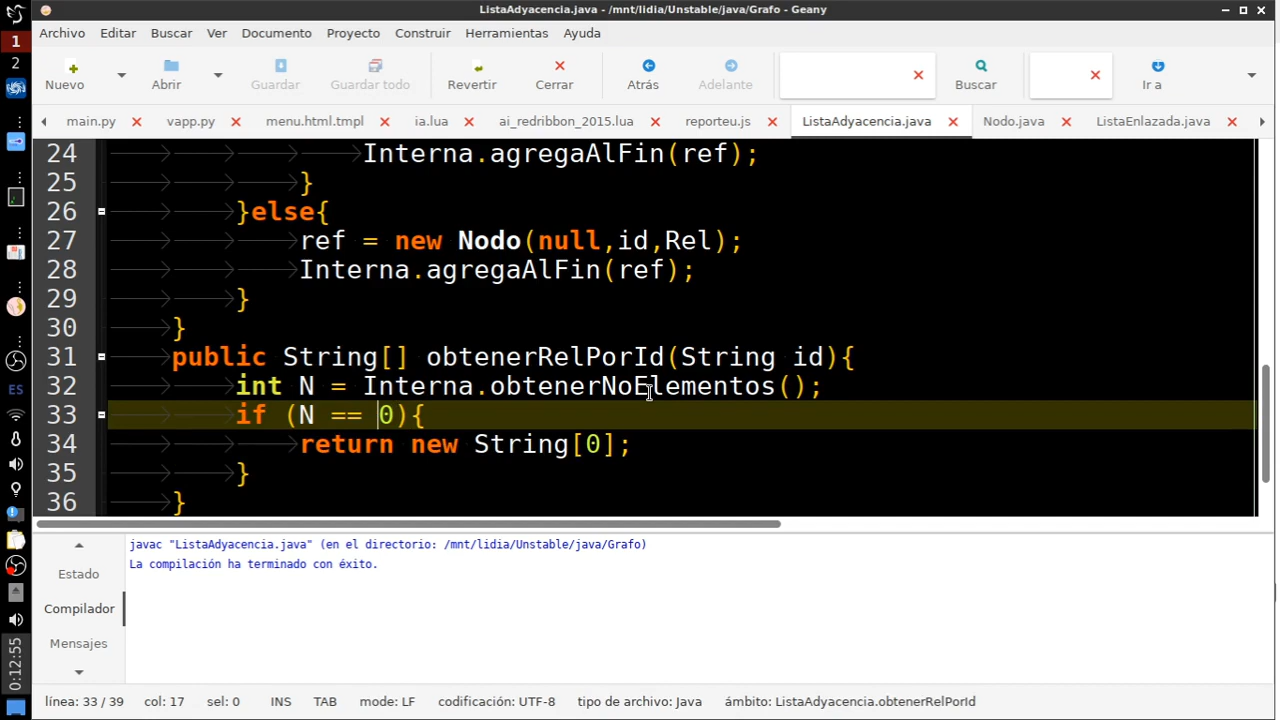 ListaAdyacencia.java - /mnt/lidia/Unstable/java/Grafo - Geany
1
Archivo Editar Buscar Ver Documento Proyecto Construir Herramientas Ayuda
2
Nuevo Abrir Guardar Guardar todo Revertir Cerrar Atrás Adelante Buscar Ir a
main.py vapp.py menu.html.tmpl ia.lua ai_redribbon_2015.lua reporteu.js ListaAdyacencia.java Nodo.java ListaEnlazada.java
24 Interna.agregaAlFin(ref);
25 }
26 }else{
27 ref = new Nodo(null,id,Rel);
28 Interna.agregaAlFin(ref);
29 }
30 }
31 public String[] obtenerRelPorId(String id){
32 int N = Interna.obtenerNoElementos();
ES
33 if (N == 0){
34 return new String[0];
35 }
36 }
javac "ListaAdyacencia.java" (en el directorio: /mnt/lidia/Unstable/java/Grafo)
La compilación ha terminado con éxito.
Estado
Compilador
Mensajes
0:12:55
línea: 33 / 39 col: 17 sel: 0 INS TAB mode: LF codificación: UTF-8 tipo de archivo: Java ámbito: ListaAdyacencia.obtenerRelPorId